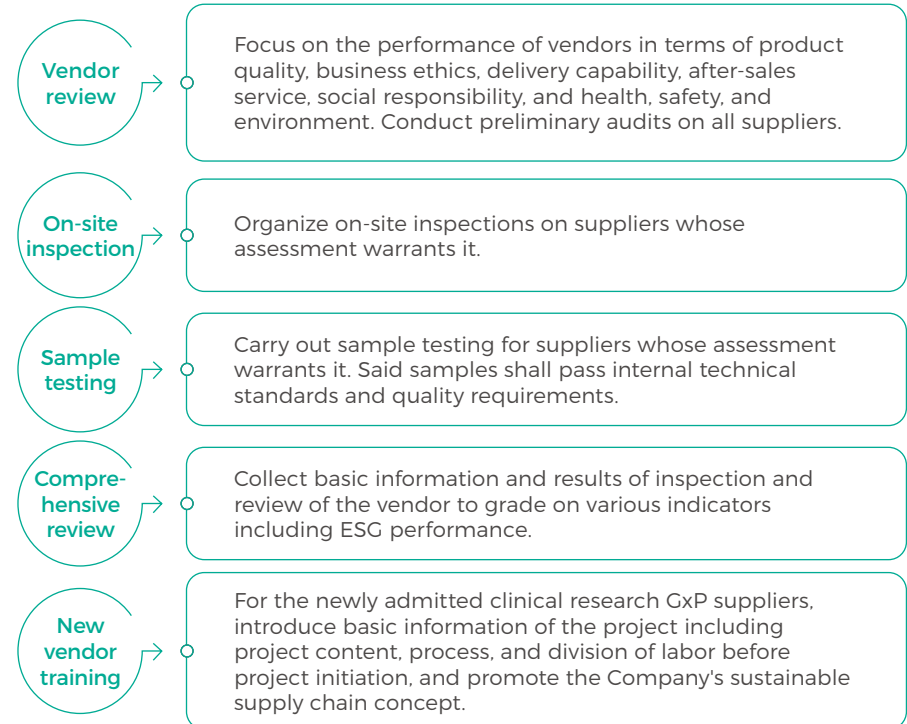 Vendor
review
Focus on the performance of vendors in terms of product
quality, business ethics, delivery capability, after-sales
service, social responsibility, and health, safety, and
environment. Conduct preliminary audits on all suppliers.
On-site
inspection
Organize on-site inspections on suppliers whose
assessment warrants it.
Sample
testing
Carry out sample testing for suppliers whose assessment
warrants it. Said samples shall pass internal technical
standards and quality requirements.
Compre-
hensive
review
Collect basic information and results of inspection and
review of the vendor to grade on various indicators
including ESG performance.
New
vendor
training
For the newly admitted clinical research GxP suppliers,
introduce basic information of the project including
project content, process, and division of labor before
project initiation, and promote the Company's sustainable
supply chain concept.